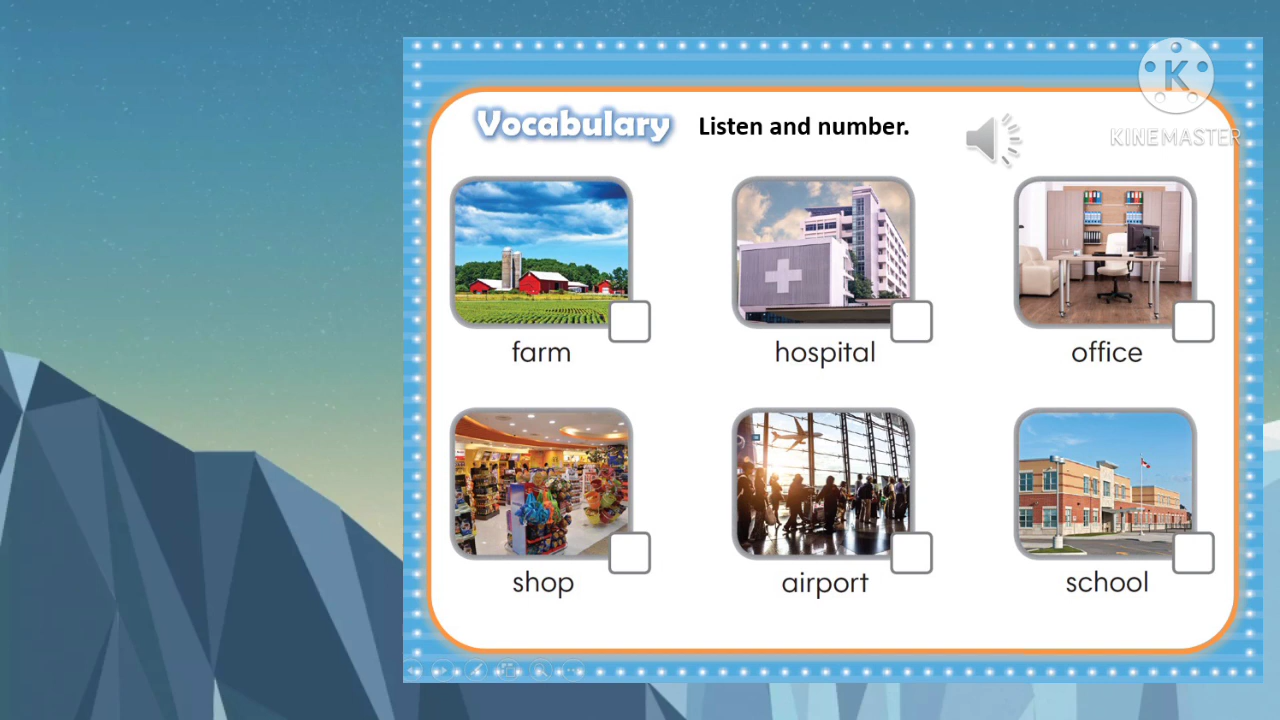 Vocabulary Listen and number.
K
KINEMASTER
farm hospital office
shop airport school